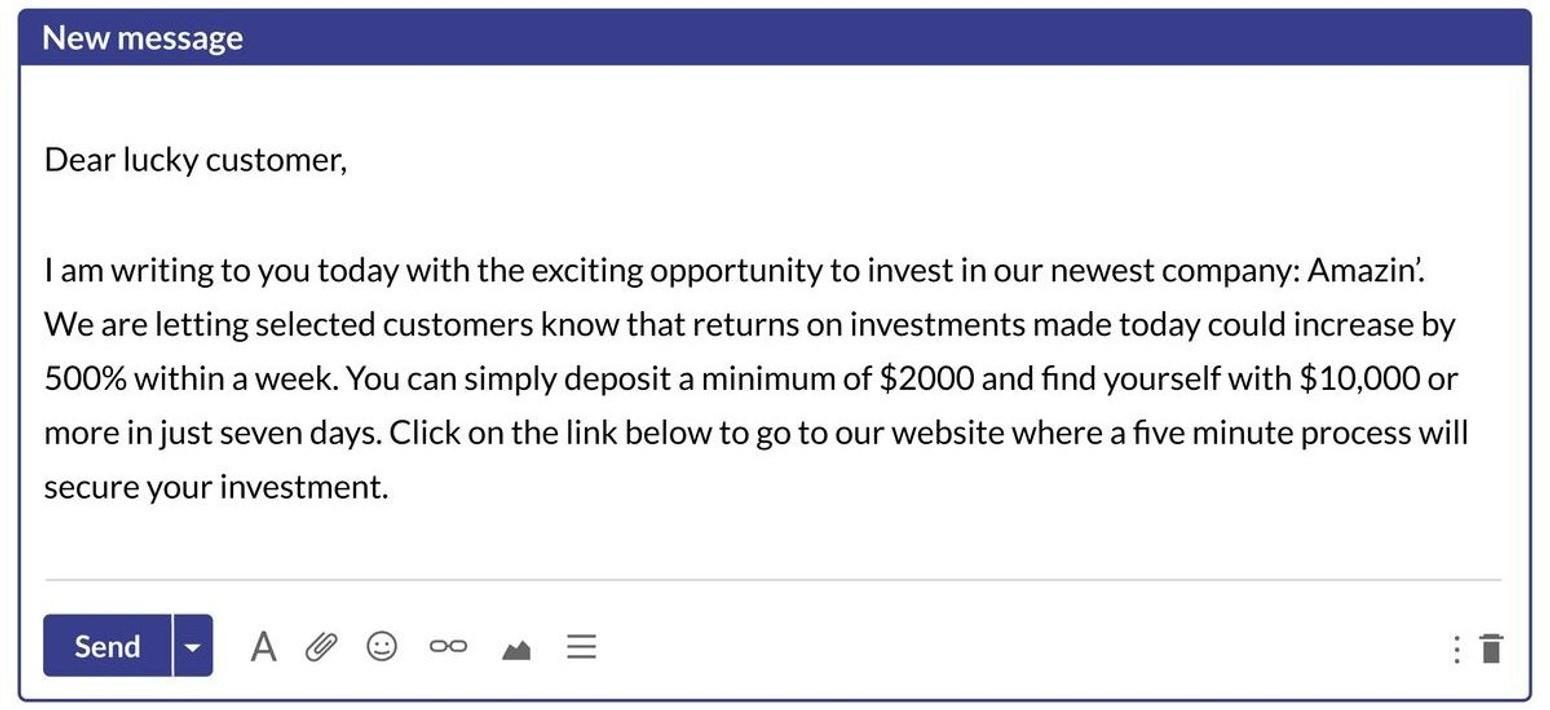 New message
Dear lucky customer,
I am writing to you today with the exciting opportunity to invest in our newest company: Amazin’.
We are letting selected customers know that returns on investments made today could increase by
500% within a week. You can simply deposit a minimum of $2000 and find yourself with $10,000 or
more in just seven days. Click on the link below to go to our website where a five minute process will
secure your investment.
Send
A